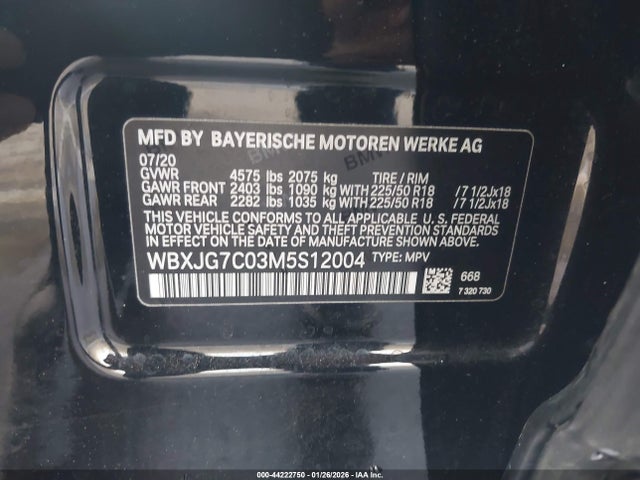 MFD BY BAYERISCHE MOTOREN WERKE AG
07/20
GVWR 4575 lbs 2075 kg TIRE / RIM
GAWR FRONT 2403 lbs 1090 kg WITH 225/50 R18 /7 1/2Jx18
GAWR REAR 2282 lbs 1035 kg WITH 225/50 R18 /7 1/2Jx18
THIS VEHICLE CONFORMS TO ALL APPLICABLE U. S. FEDERAL
MOTOR VEHICLE SAFETY, BUMPER, AND THEFT PREVENTION
STANDARDS IN EFFECT ON THE DATE OF MANUFACTURE SHOWN ABOVE.
WBXJG7C03M5S12004 TYPE: MPV
668
7 320 730
000-44222750 - 01/26/2026 - IAA Inc.